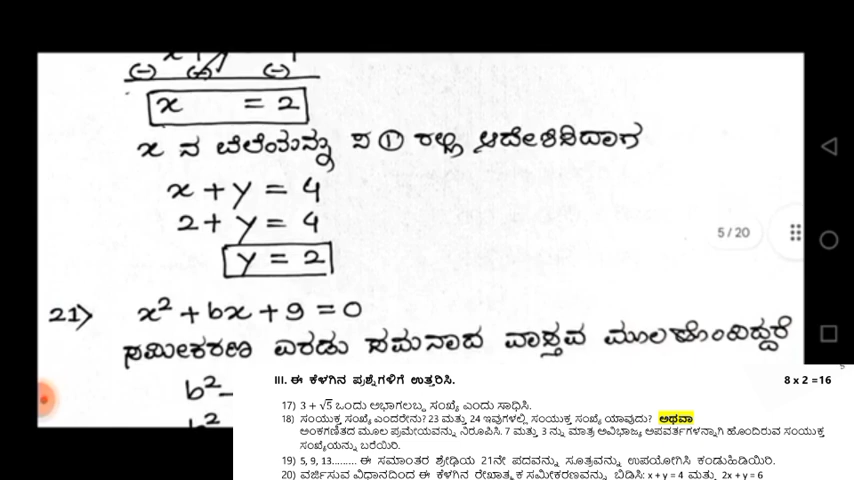 x = 2
x ನ ಬೆಲೆಯನ್ನು ಸ ① ರಲ್ಲಿ ಆದೇಶಿಸಿದಾಗ
x + y = 4
2 + y = 4
y = 2
5 / 20
21> x² + bx + 9 = 0
ಸಮೀಕರಣ ಎರಡು ಸಮನಾದ ವಾಸ್ತವ ಮೂಲಹೊಂದಿದ್ದರೆ
b² –
III. ಈ ಕೆಳಗಿನ ಪ್ರಶ್ನೆಗಳಿಗೆ ಉತ್ತರಿಸಿ. 8 x 2 =16
17) 3 + √5 ಒಂದು ಅಭಾಗಲಬ್ಧ ಸಂಖ್ಯೆ ಎಂದು ಸಾಧಿಸಿ.
18) ಸಂಯುಕ್ತ ಸಂಖ್ಯೆ ಎಂದರೇನು? 23 ಮತ್ತು 24 ಇವುಗಳಲ್ಲಿ ಸಂಯುಕ್ತ ಸಂಖ್ಯೆ ಯಾವುದು? ಅಥವಾ
ಅಂಕಗಣಿತದ ಮೂಲ ಪ್ರಮೇಯವನ್ನು ನಿರೂಪಿಸಿ. 7 ಮತ್ತು 3 ನ್ನು ಮಾತ್ರ ಅವಿಭಾಜ್ಯ ಅಪವರ್ತಗಳನ್ನಾಗಿ ಹೊಂದಿರುವ ಸಂಯುಕ್ತ
ಸಂಖ್ಯೆಯನ್ನು ಬರೆಯಿರಿ.
19) 5, 9, 13......... ಈ ಸಮಾಂತರ ಶ್ರೇಢಿಯ 21ನೇ ಪದವನ್ನು ಸೂತ್ರವನ್ನು ಉಪಯೋಗಿಸಿ ಕಂಡುಹಿಡಿಯಿರಿ.
20) ವರ್ಜಿಸುವ ವಿಧಾನದಿಂದ ಈ ಕೆಳಗಿನ ರೇಖಾತ್ಮಕ ಸಮೀಕರಣವನ್ನು ಬಿಡಿಸಿ: x + y = 4 ಮತ್ತು 2x + y = 6